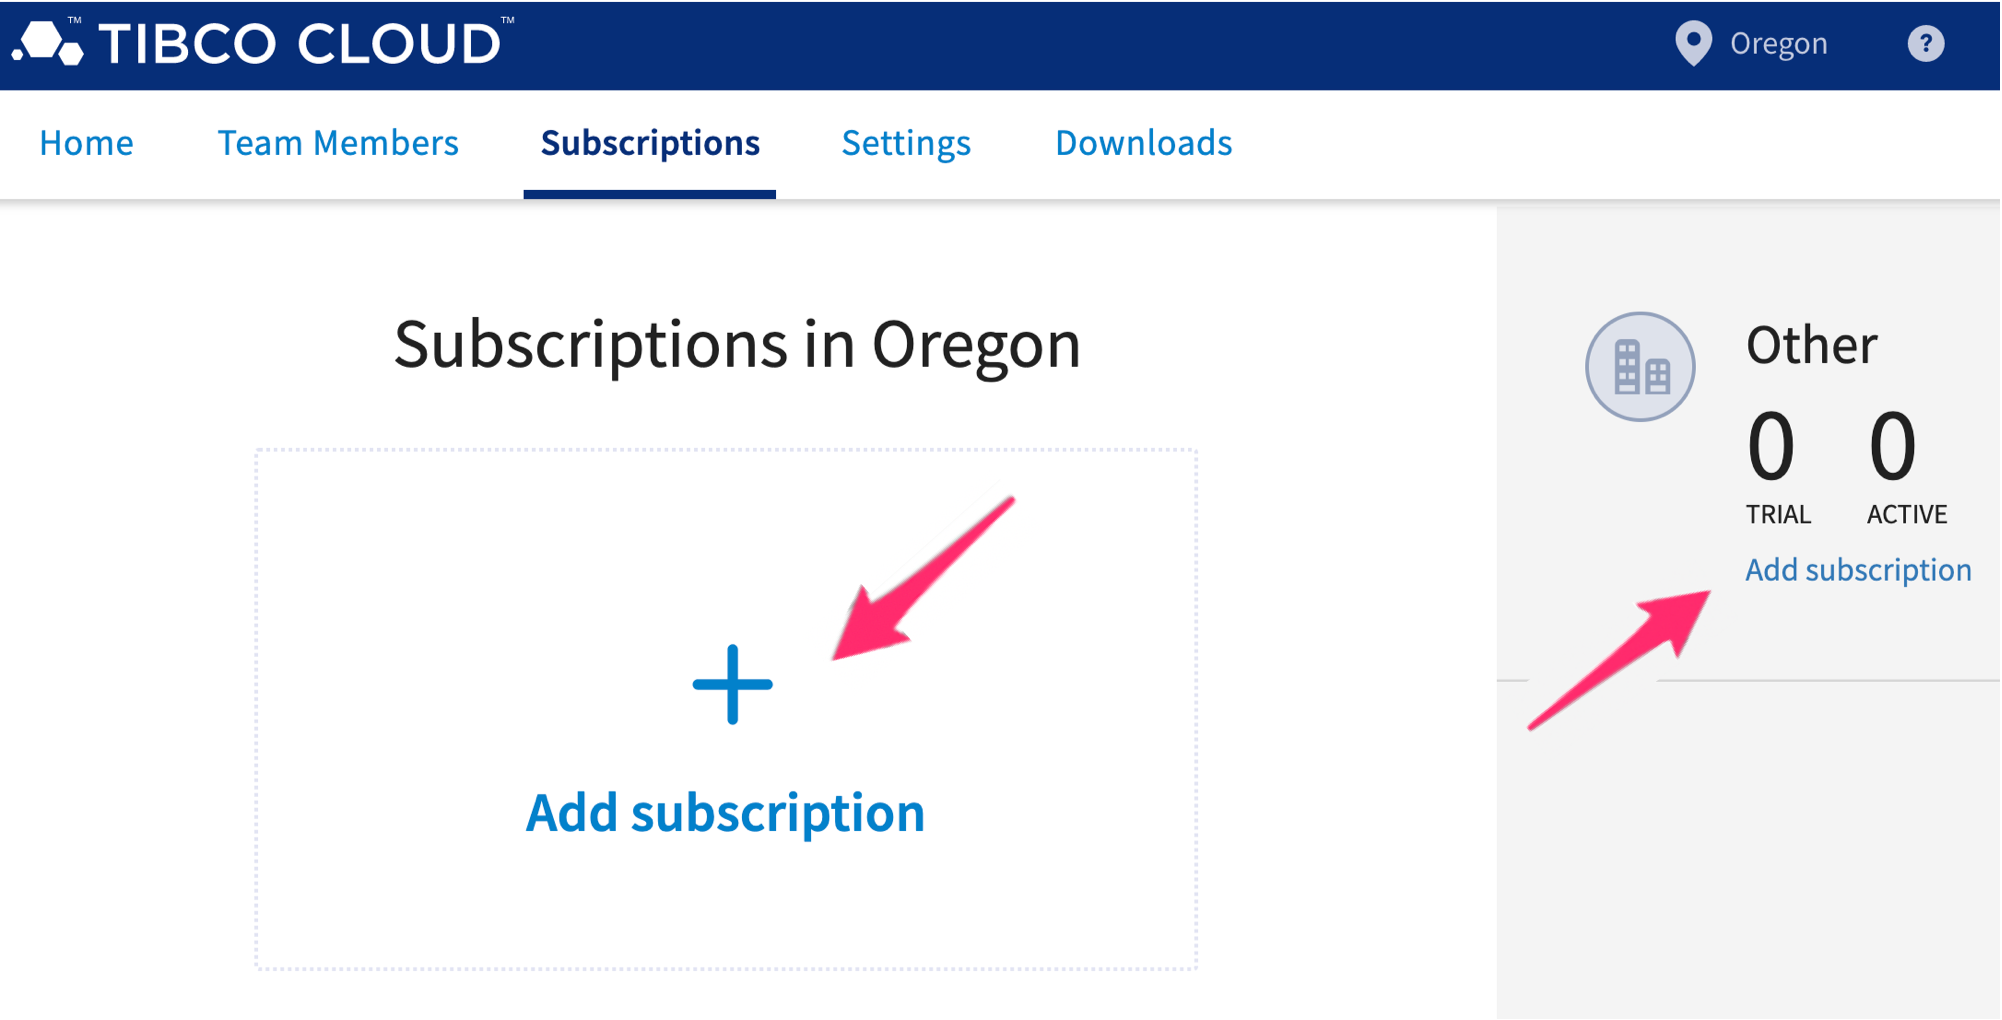 ™ TIBCO CLOUD™
Oregon
?
Home
Team Members
Subscriptions
Settings
Downloads
Subscriptions in Oregon
Add subscription
Other
0 0
TRIAL ACTIVE
Add subscription